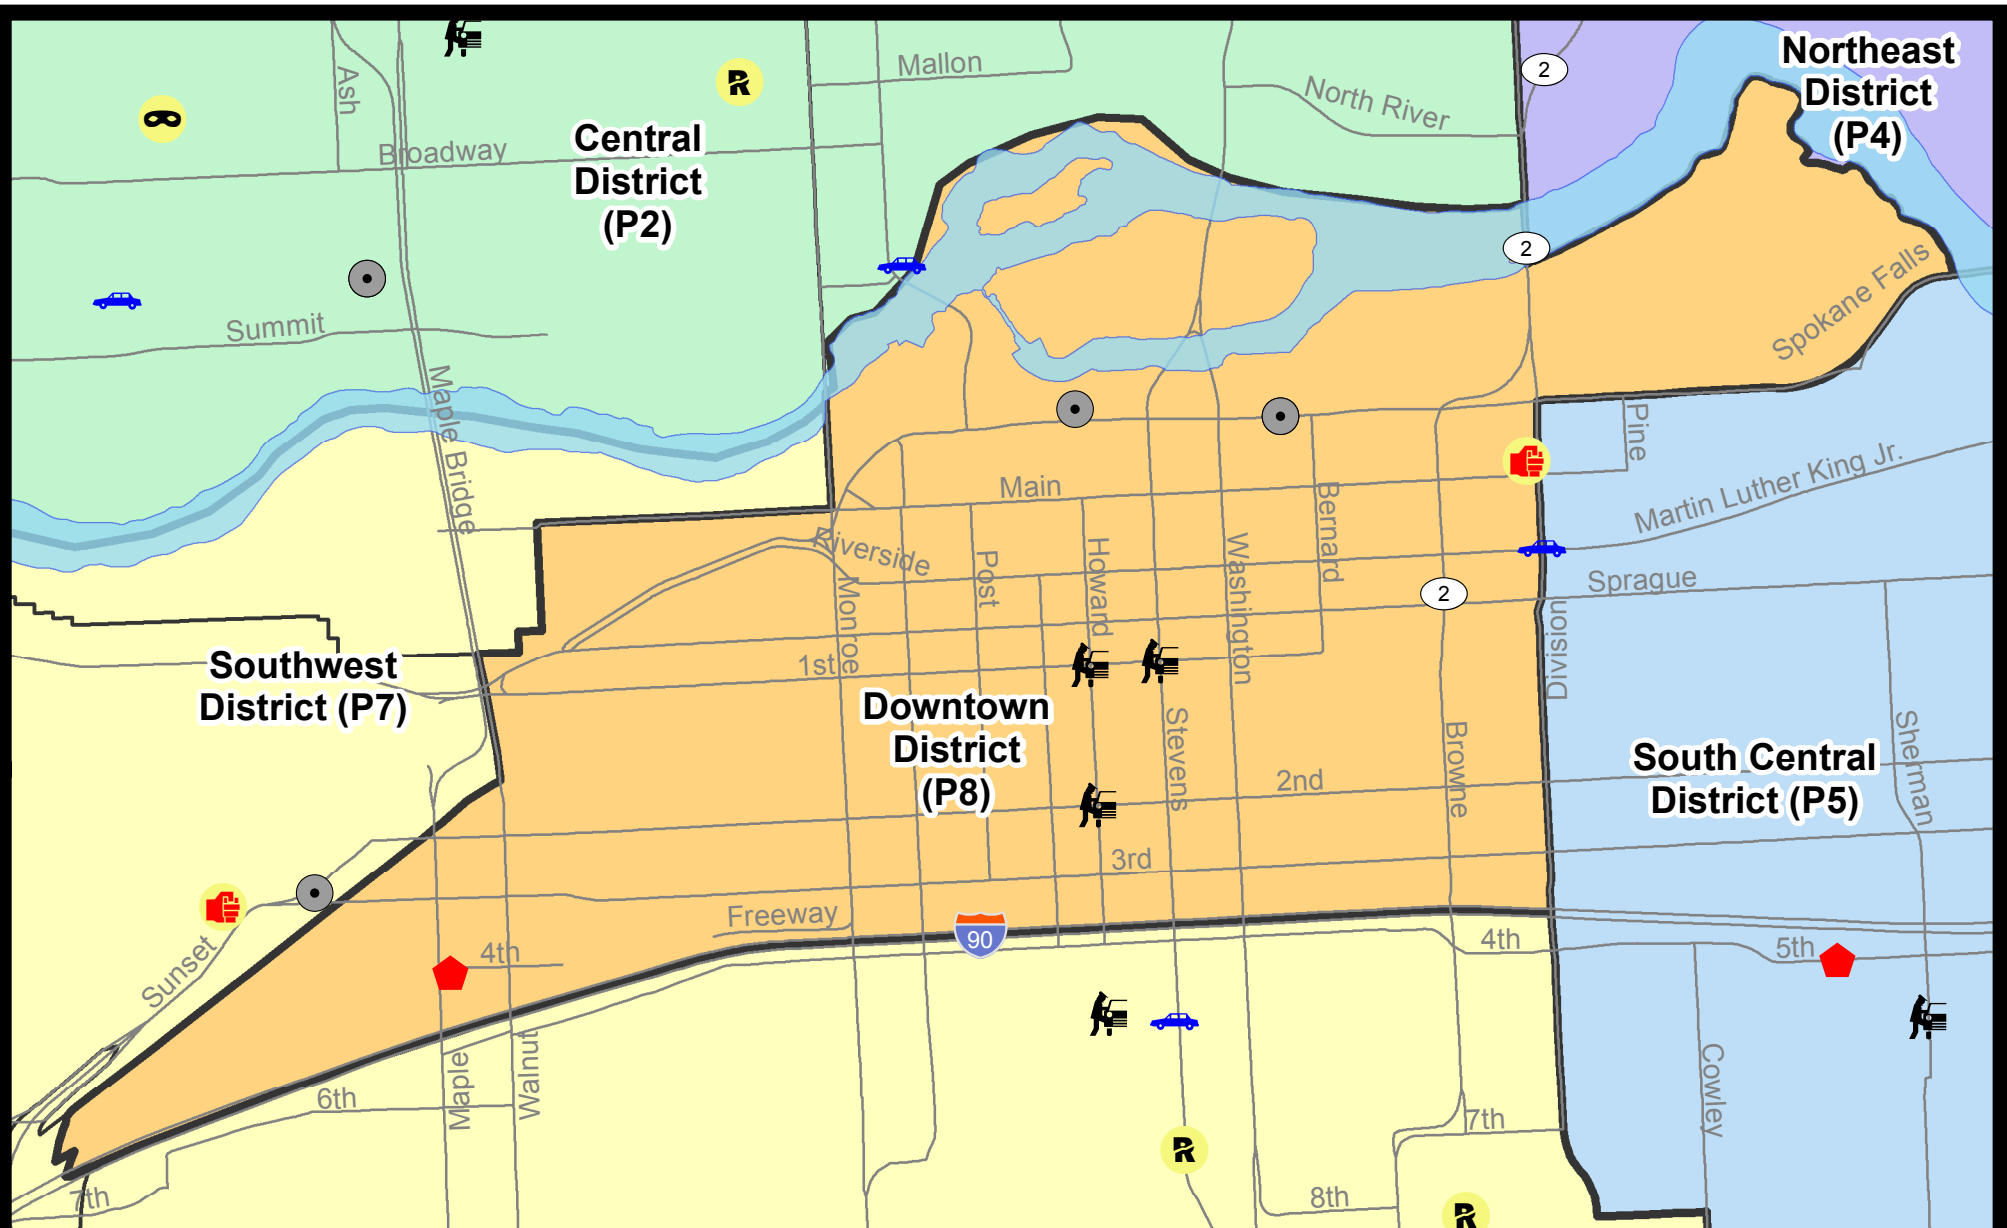 Northeast
District
(P4)
2
Mallon
North River
Ash
R
Central
District
(P2)
Broadway
2
Spokane Falls
Summit
Maple Bridge
Pine
Martin Luther King Jr.
Main
Bernard
Riverside
Post
Howard
Washington
Monroe
2
Sprague
Division
Southwest
District (P7)
1st
Downtown
District
(P8)
Stevens
Browne
Sherman
South Central
District (P5)
2nd
3rd
Freeway
90
4th
4th
5th
Sunset
Maple
Walnut
6th
Cowley
7th
R
7th
8th
R